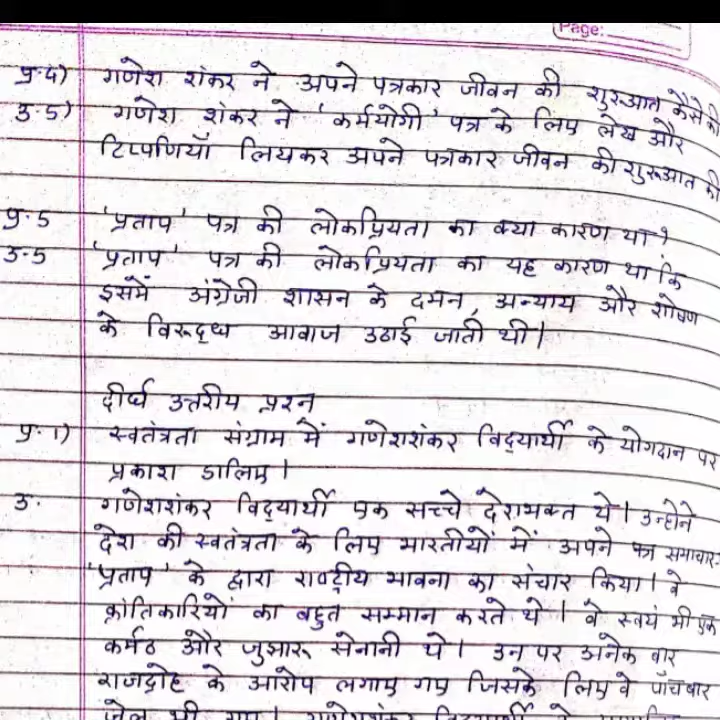 Page:
प्र.4) गणेश शंकर ने अपने पत्रकार जीवन की शुरूआत कैसे की
उ.5) गणेश शंकर ने 'कर्मयोगी' पत्र के लिए लेख और
टिप्पणियाँ लिखकर अपने पत्रकार जीवन की शुरूआत की
प्र.5 'प्रताप' पत्र की लोकप्रियता का क्या कारण था ?
उ.5 'प्रताप' पत्र की लोकप्रियता का यह कारण था कि
इसमें अंग्रेजी शासन के दमन, अन्याय और शोषण
के विरूद्ध आवाज उठाई जाती थी।
दीर्घ उत्तरीय प्रश्न
प्र. 1) स्वतंत्रता संग्राम में गणेशशंकर विद्यार्थी के योगदान पर
प्रकाश डालिए।
उ. गणेशशंकर विद्यार्थी एक सच्चे देशभक्त थे। उन्होने
देश की स्वतंत्रता के लिए भारतीयों में अपने पत्र समाचार-
'प्रताप' के द्वारा राष्ट्रीय भावना का संचार किया। वे
क्रांतिकारियों का बहुत सम्मान करते थे। वे स्वयं भी एक
कर्मठ और जुझारू सेनानी थे। उन पर अनेक बार
राजद्रोह के आरोप लगाए गए जिसके लिए वे पाँच बार
जेल भी गए। गणेशशंकर